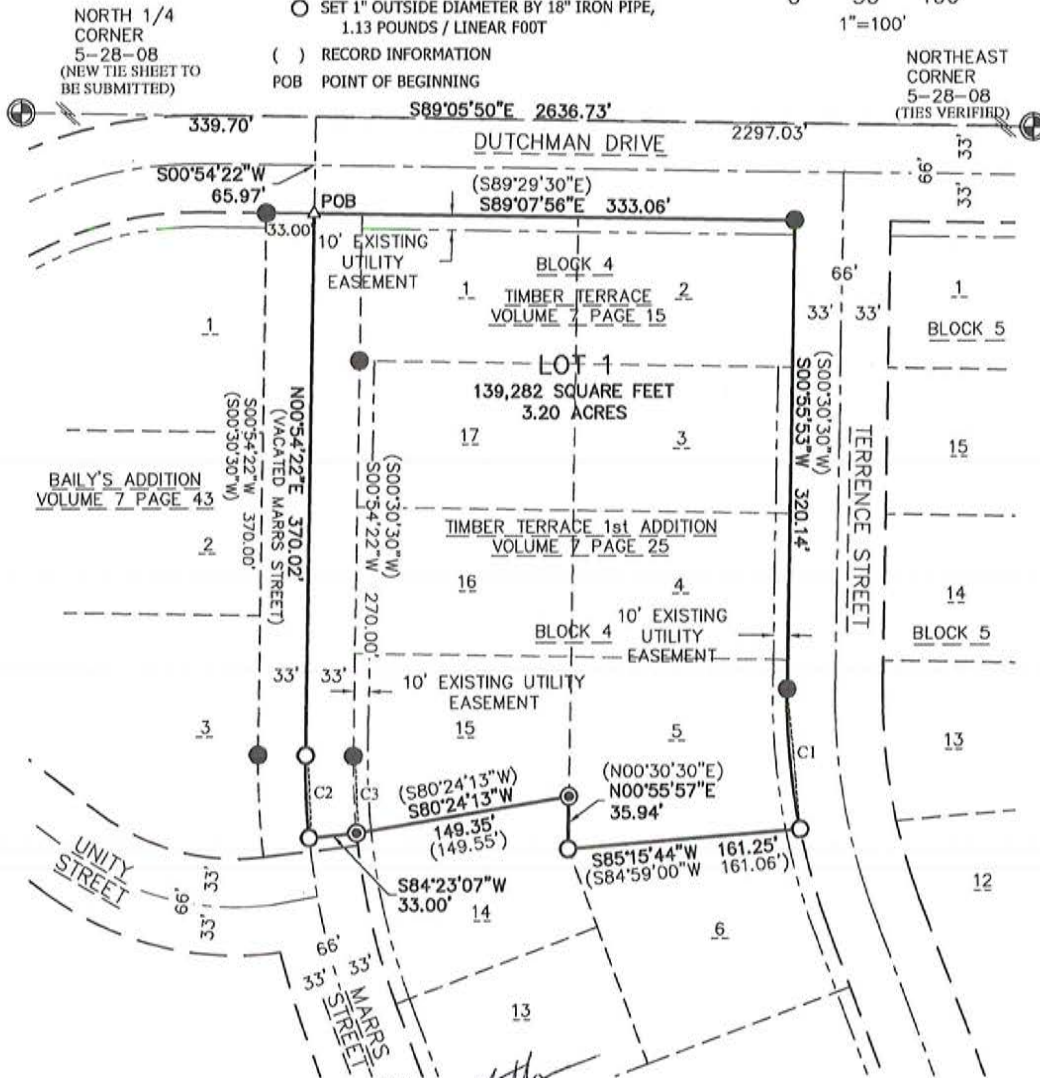 SET 1" OUTSIDE DIAMETER BY 18" IRON PIPE,
1.13 POUNDS / LINEAR FOOT
( ) RECORD INFORMATION
POB POINT OF BEGINNING
1"=100'
NORTH 1/4
CORNER
5-28-08
(NEW TIE SHEET TO
BE SUBMITTED)
NORTHEAST
CORNER
5-28-08
(TIES VERIFIED)
S89°05'50"E 2636.73'
339.70'
2297.03'
DUTCHMAN DRIVE
66'
33'
33'
S00°54'22"W
65.97'
POB
33.00'
(S89°29'30"E)
S89°07'56"E 333.06'
10' EXISTING
UTILITY
EASEMENT
BLOCK 4
1
TIMBER TERRACE
VOLUME 7 PAGE 15
2
66'
33'
33'
1
BLOCK 5
1
LOT 1
139,282 SQUARE FEET
3.20 ACRES
17
3
15
N00°54'22"E 370.02'
(VACATED MARRS STREET)
S00°54'22"W 370.00'
(S00°30'30"W)
(S00°30'30"W)
S00°54'22"W 270.00'
(S00°30'30"W)
S00°55'53"W 320.14'
TERRENCE STREET
BAILY'S ADDITION
VOLUME 7 PAGE 43
2
TIMBER TERRACE 1st ADDITION
VOLUME 7 PAGE 25
16
4
14
BLOCK 4
10' EXISTING
UTILITY
EASEMENT
BLOCK 5
33'
33'
10' EXISTING UTILITY
EASEMENT
3
15
5
13
C1
C2
C3
(S80°24'13"W)
S80°24'13"W
149.35'
(149.55')
(N00°30'30"E)
N00°55'57"E
35.94'
S85°15'44"W 161.25'
(S84°59'00"W 161.06')
S84°23'07"W
33.00'
UNITY
STREET
33'
66'
33'
14
6
12
66'
33'
33'
MARRS
STREET
13